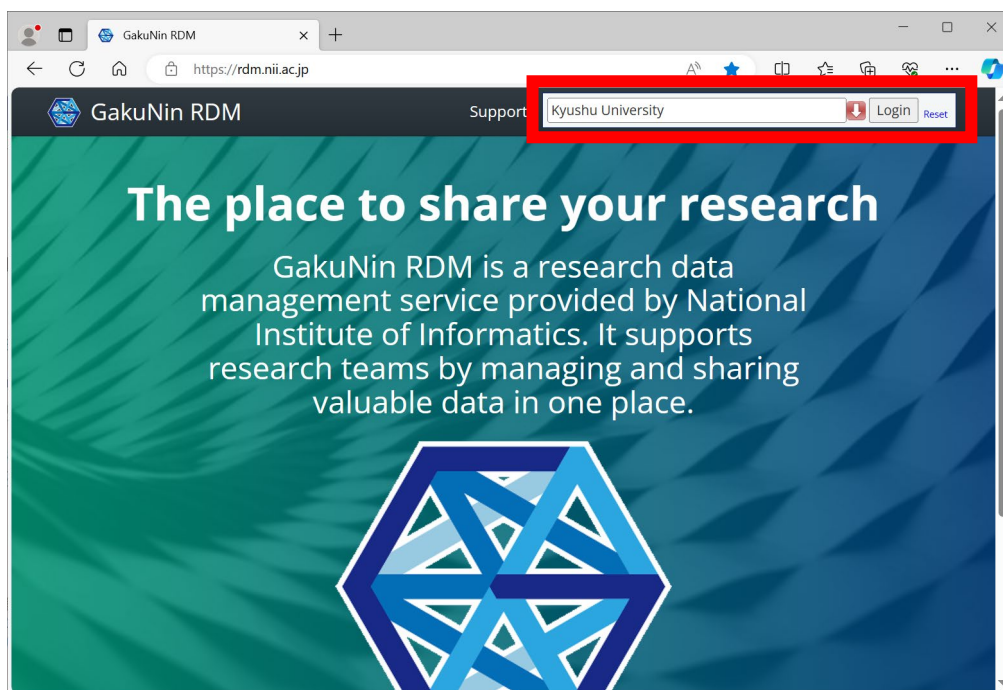 GakuNin RDM
https://rdm.nii.ac.jp
GakuNin RDM
Support
Kyushu University
Login
Reset
The place to share your research
GakuNin RDM is a research data
management service provided by National
Institute of Informatics. It supports
research teams by managing and sharing
valuable data in one place.